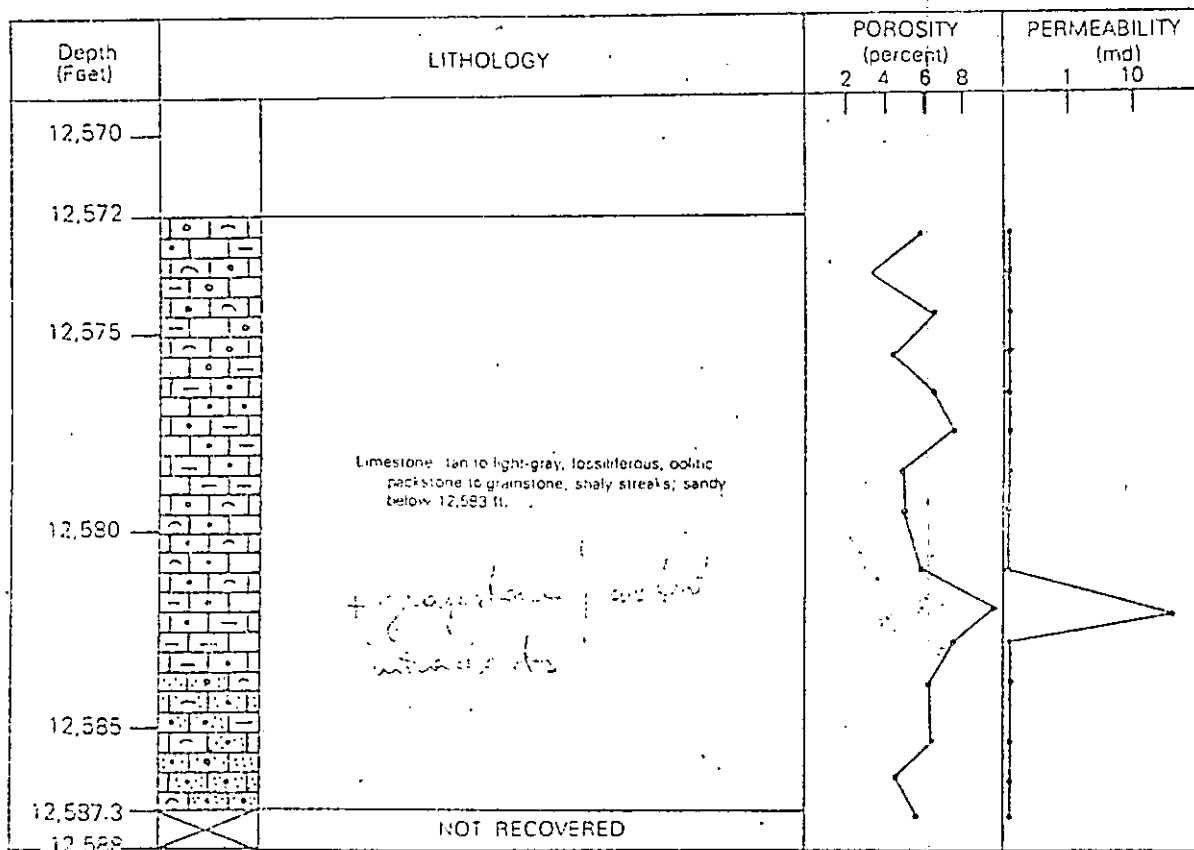 Depth
(Feet)
LITHOLOGY
POROSITY
(percent)
2 4 6 8
PERMEABILITY
(md)
1 10
12,570
12,572
12,575
12,580
12,585
12,587.3
12,588
Limestone tan to light-gray, fossiliferous, oolitic
packstone to grainstone, shaly streaks; sandy
below 12,583 ft.
+
NOT RECOVERED